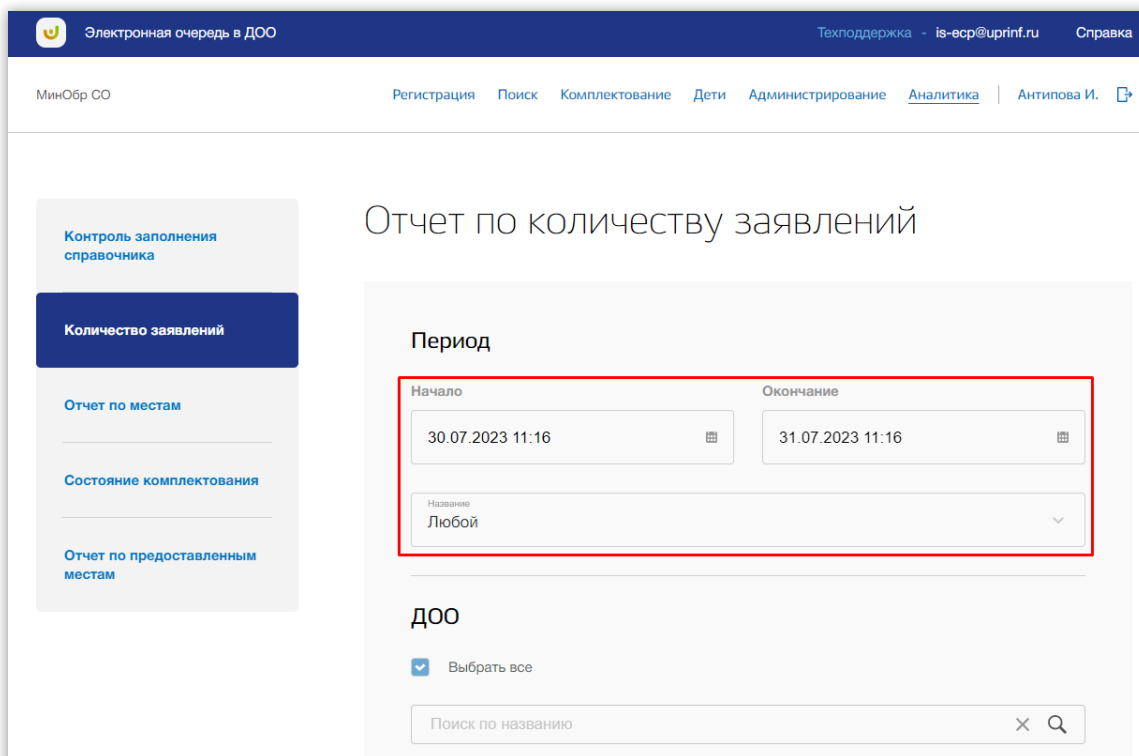 Электронная очередь в ДОО
Техподдержка - is-ecp@uprinf.ru Справка
МинОбр СО
Регистрация Поиск Комплектование Дети Администрирование Аналитика Антипова И.
Контроль заполнения
справочника
Количество заявлений
Отчет по местам
Состояние комплектования
Отчет по предоставленным
местам
Отчет по количеству заявлений
Период
Начало Окончание
30.07.2023 11:16 31.07.2023 11:16
Название
Любой
ДОО
Выбрать все
Поиск по названию